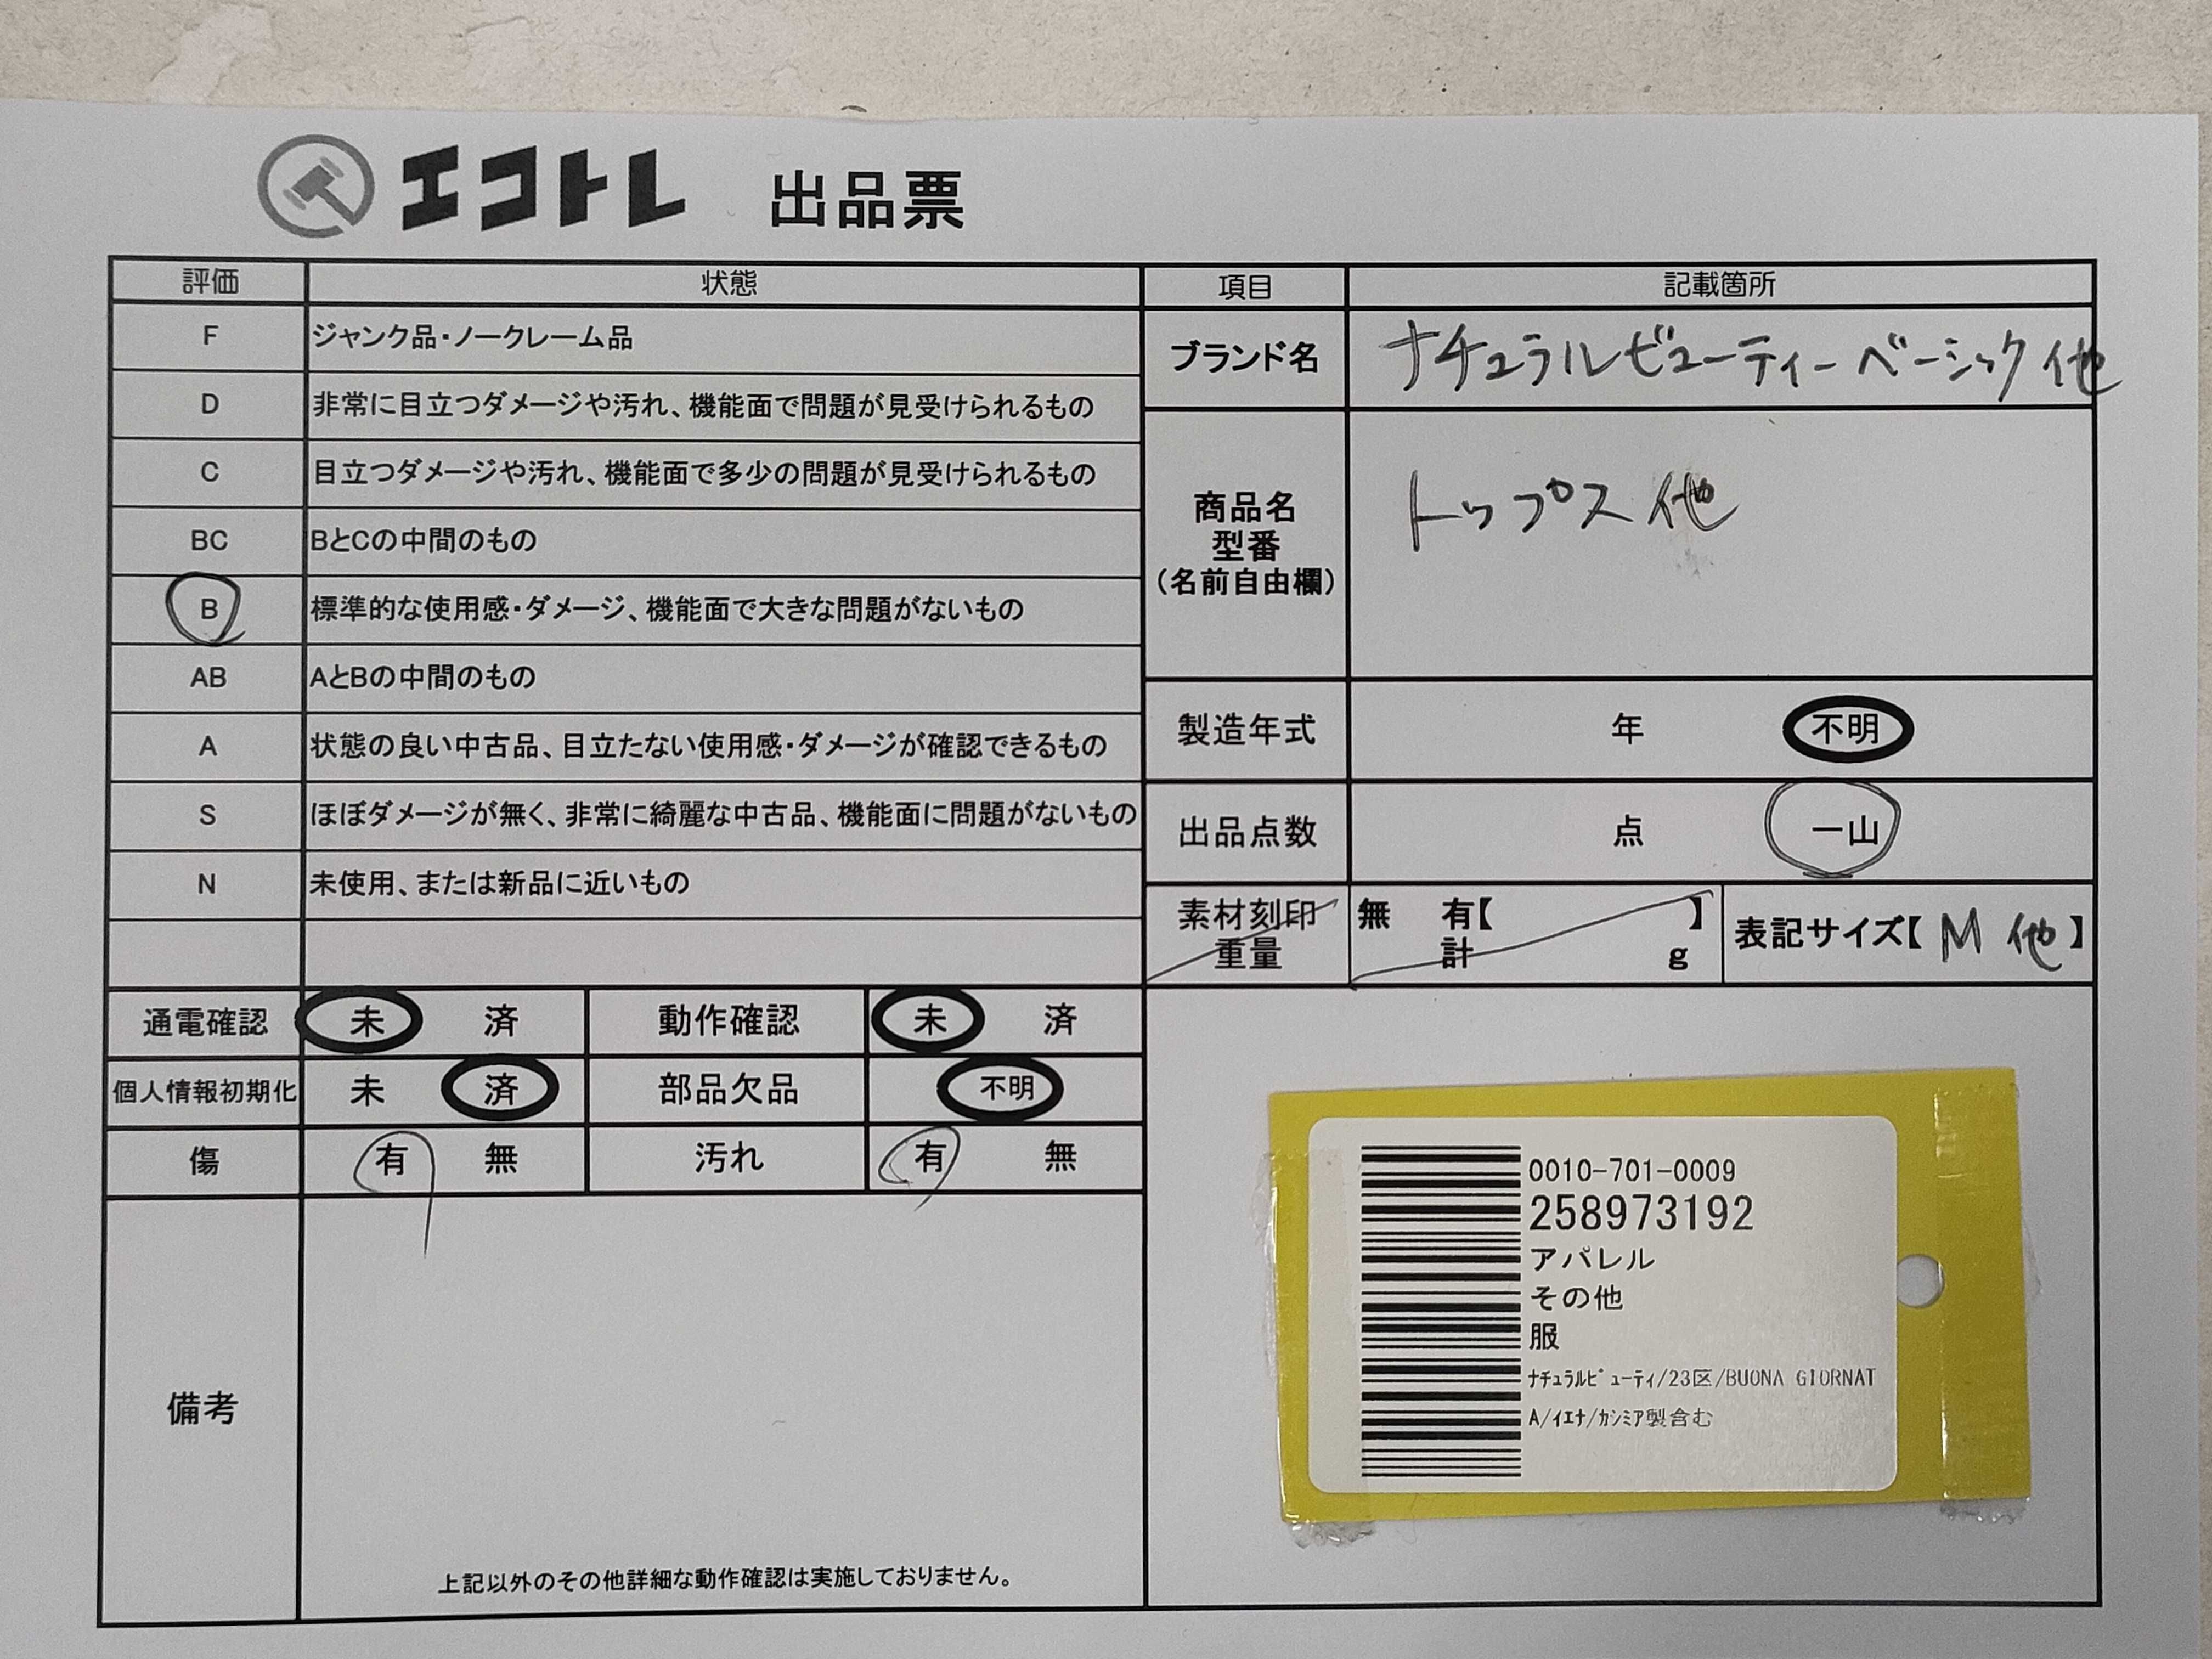 エコトレ 出品票
評価 状態 項目 記載箇所
F ジャンク品・ノークレーム品
D 非常に目立つダメージや汚れ、機能面で問題が見受けられるもの
C 目立つダメージや汚れ、機能面で多少の問題が見受けられるもの
BC BとCの中間のもの
B 標準的な使用感・ダメージ、機能面で大きな問題がないもの
AB AとBの中間のもの
A 状態の良い中古品、目立たない使用感・ダメージが確認できるもの
S ほぼダメージが無く、非常に綺麗な中古品、機能面に問題がないもの
N 未使用、または新品に近いもの
ブランド名 ナチュラルビューティーベーシック 他
商品名
型番
（名前自由欄）
トップス 他
製造年式 年 不明
出品点数 点 一山
素材刻印 無 有【 】
重量 計 g
表記サイズ【 M 他 】
通電確認 未 済 動作確認 未 済
個人情報初期化 未 済 部品欠品 不明
傷 有 無 汚れ 有 無
備考
上記以外のその他詳細な動作確認は実施しておりません。
0010-701-0009
258973192
アパレル
その他
服
ﾅﾁｭﾗﾙﾋﾞｭｰﾃｨ/23区/BUONA GIORNAT
A/ｲｴﾅ/ｶｼﾐｱ製含む